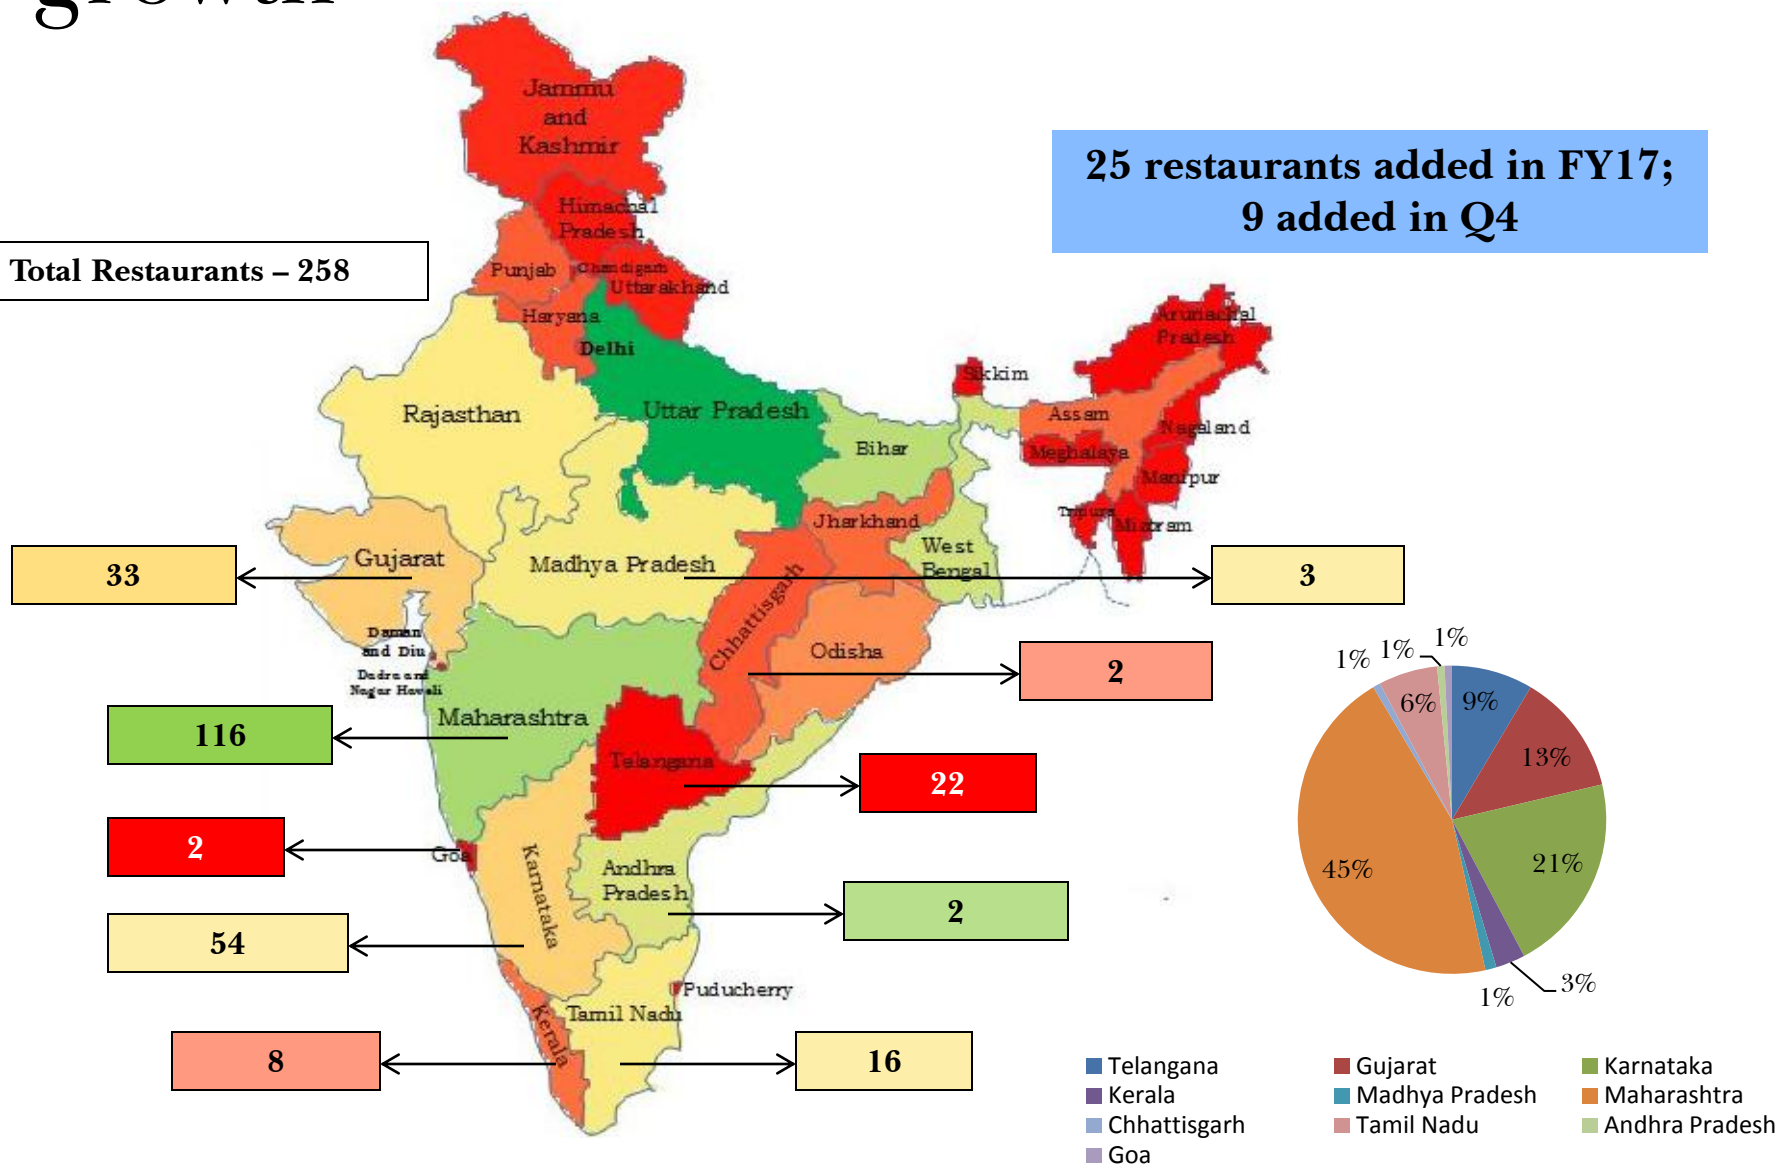 growth
25 restaurants added in FY17;
9 added in Q4
Total Restaurants – 258
Jammu
and
Kashmir
Himachal
Pradesh
Punjab
Chandigarh
Uttarakhand
Haryana
Delhi
Rajasthan
Uttar Pradesh
Bihar
Sikkim
Arunachal
Pradesh
Assam
Nagaland
Meghalaya
Manipur
Tripura
Mizoram
Jharkhand
West
Bengal
Gujarat
Madhya Pradesh
Chhattisgarh
Odisha
Daman
and Diu
Dadra and
Nagar Haveli
Maharashtra
Telangana
Goa
Karnataka
Andhra
Pradesh
Puducherry
Tamil Nadu
Kerala
33
3
2
116
22
2
2
54
8
16
1%
1%
1%
6%
9%
13%
45%
21%
1%
3%
Telangana
Gujarat
Karnataka
Kerala
Madhya Pradesh
Maharashtra
Chhattisgarh
Tamil Nadu
Andhra Pradesh
Goa